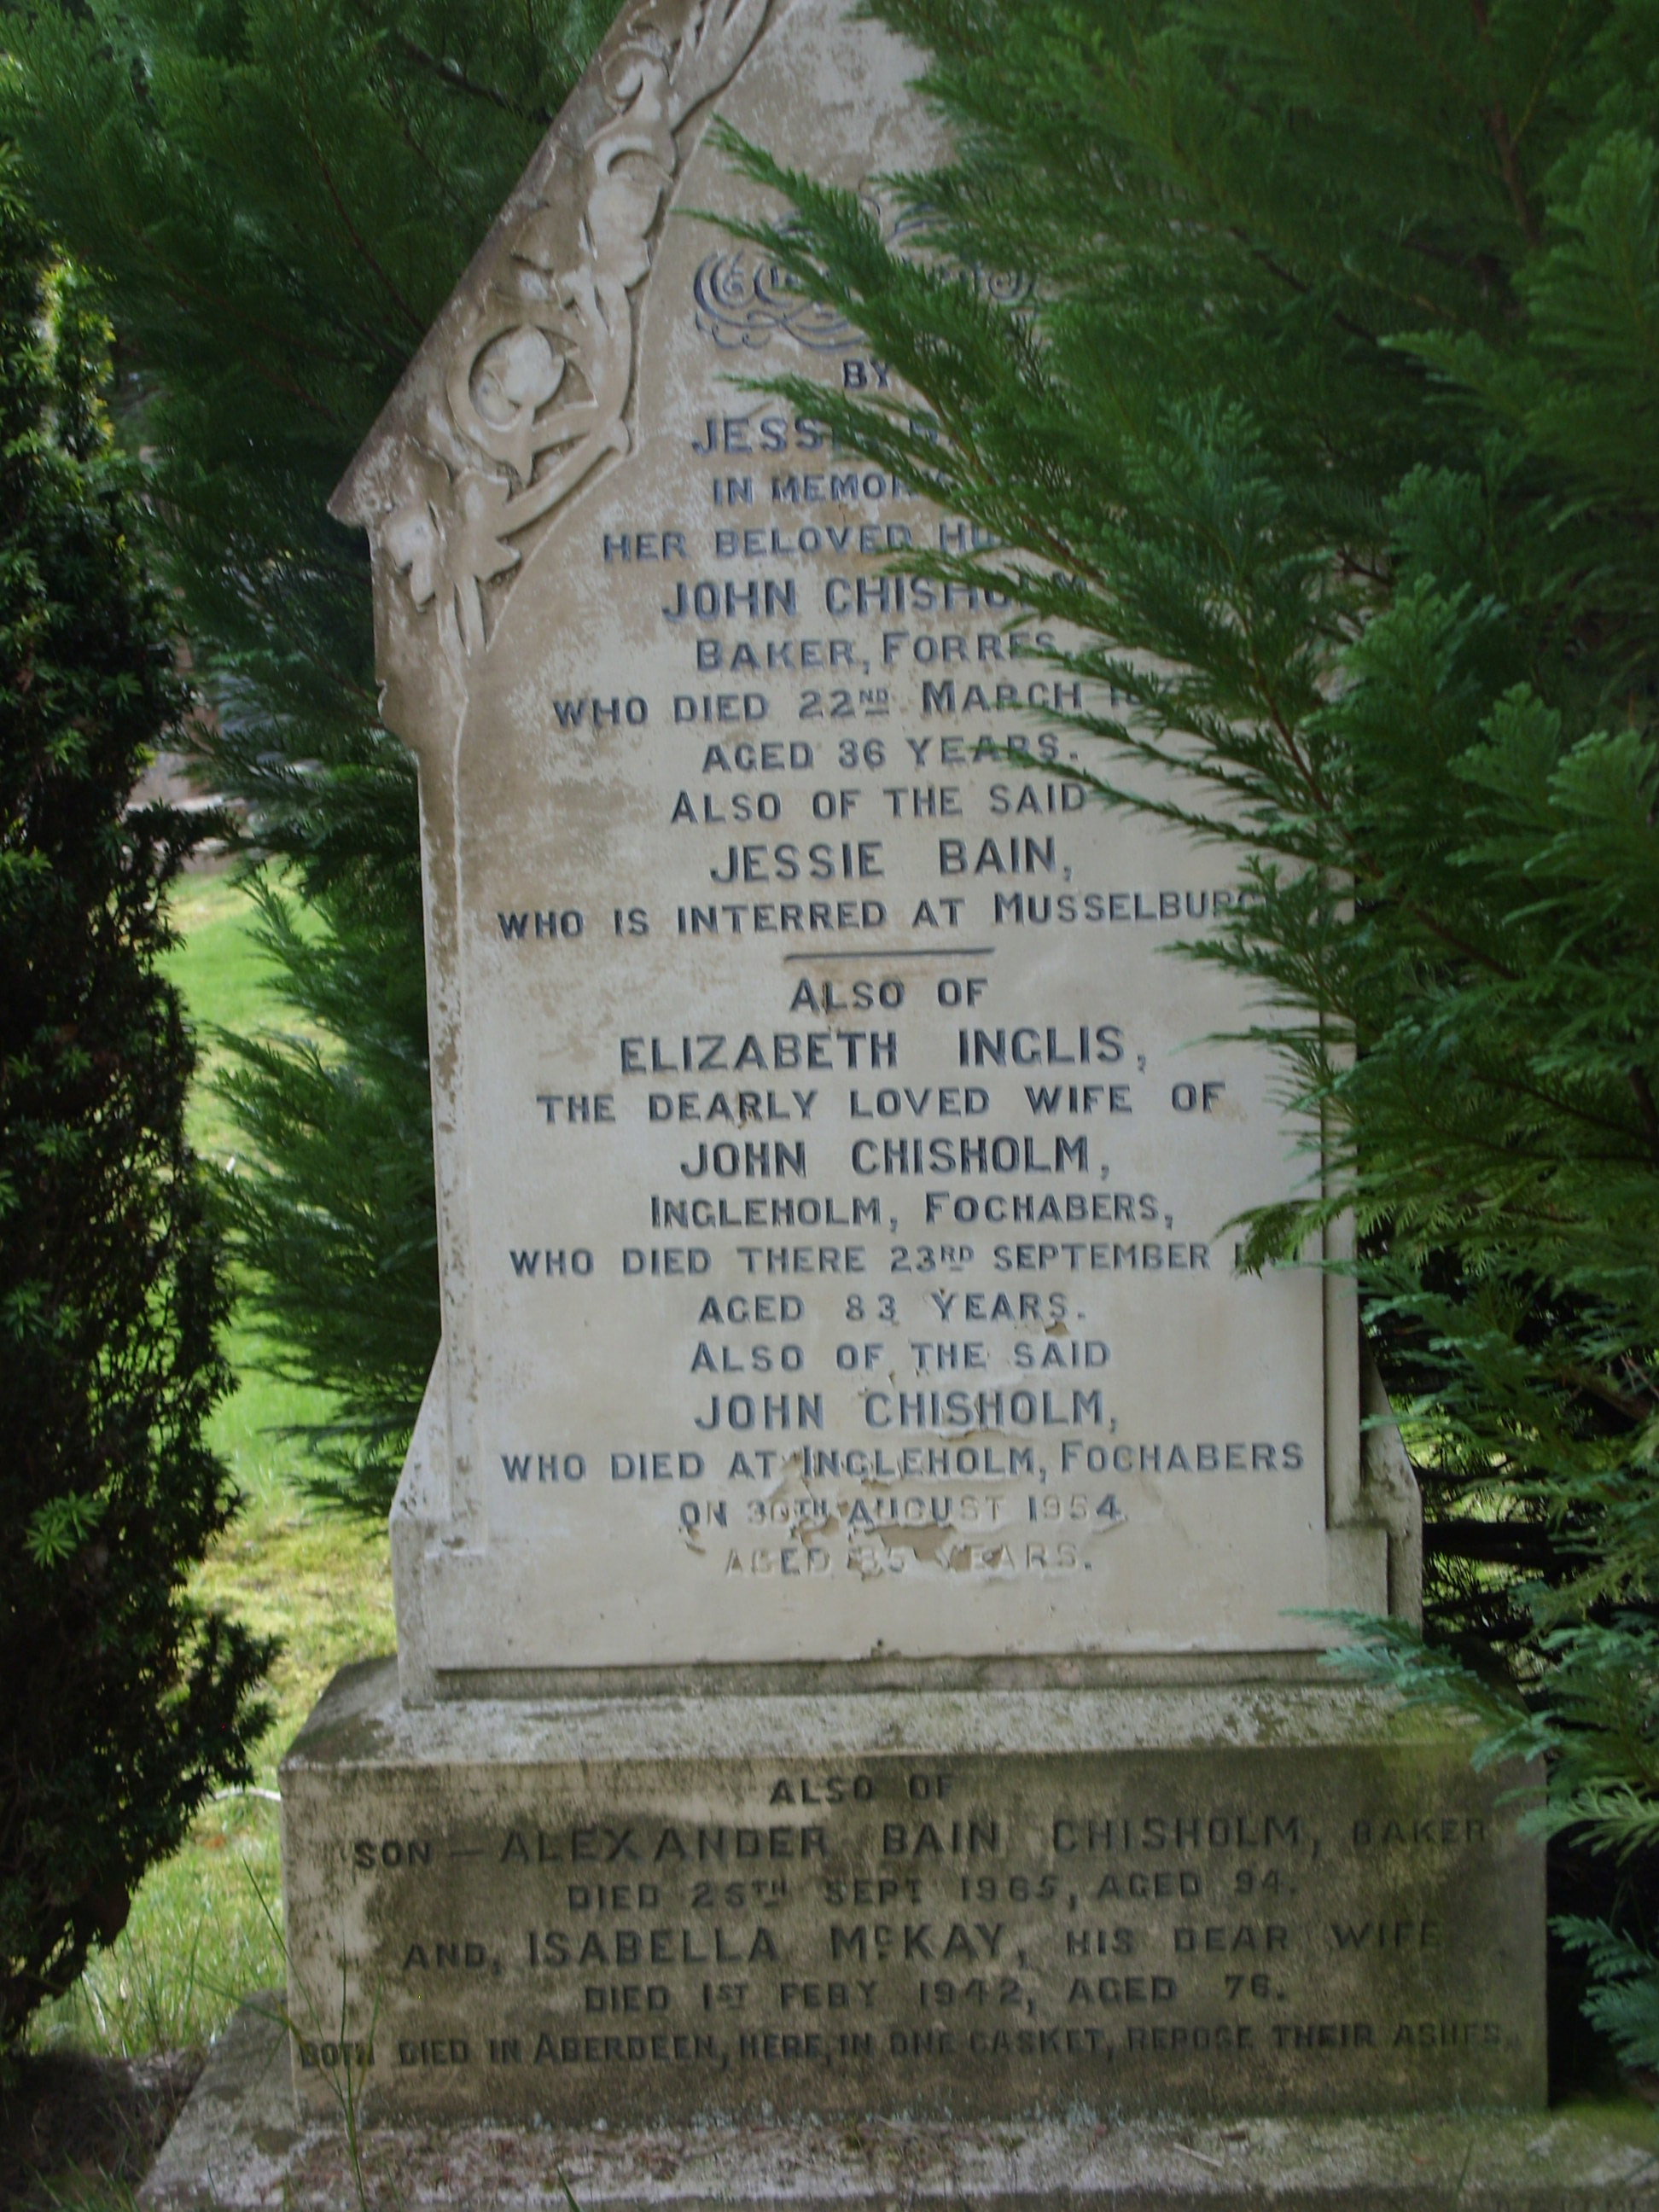 BY
IN MEMORY
HER BELOVED
JOHN CHISHOLM
BAKER, FORRES
WHO DIED 22ND MARCH
AGED 36 YEARS.
ALSO OF THE SAID
JESSIE BAIN,
WHO IS INTERRED AT MUSSELBURG
ALSO OF
ELIZABETH INGLIS,
THE DEARLY LOVED WIFE OF
JOHN CHISHOLM,
INGLEHOLM, FOCHABERS,
WHO DIED THERE 23RD SEPTEMBER
AGED 83 YEARS.
ALSO OF THE SAID
JOHN CHISHOLM,
WHO DIED AT INGLEHOLM, FOCHABERS
ON 30TH AUGUST 1954
AGED 85 YEARS.
ALSO OF
SON – ALEXANDER BAIN CHISHOLM, BAKER
DIED 25TH SEPT 1965, AGED 94.
AND, ISABELLA McKAY, HIS DEAR WIFE
DIED 1ST FEBY 1942, AGED 76.
BOTH DIED IN ABERDEEN, HERE, IN ONE CASKET, REPOSE THEIR ASHES.